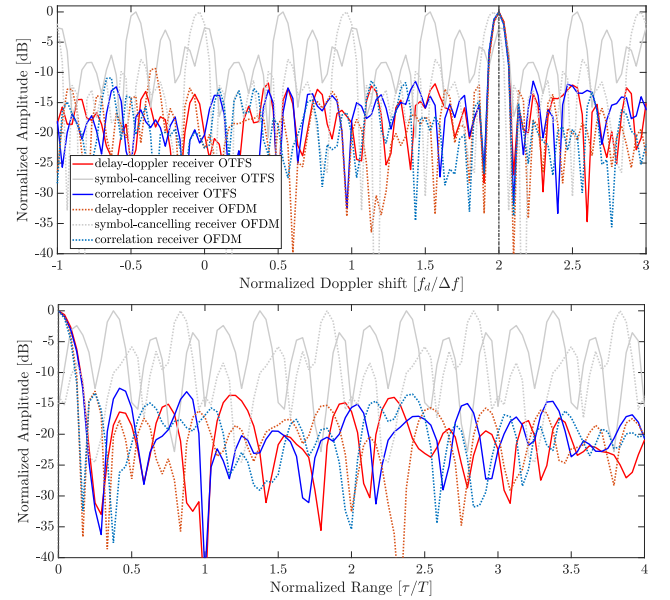 0
-5
-10
-15
-20
-25
-30
-35
-40
Normalized Amplitude [dB]
delay-doppler receiver OTFS
symbol-cancelling receiver OTFS
correlation receiver OTFS
delay-doppler receiver OFDM
symbol-cancelling receiver OFDM
correlation receiver OFDM
-1 -0.5 0 0.5 1 1.5 2 2.5 3
Normalized Doppler shift [f_d/Δf]
0
-5
-10
-15
-20
-25
-30
-35
-40
Normalized Amplitude [dB]
0 0.5 1 1.5 2 2.5 3 3.5 4
Normalized Range [τ/T]